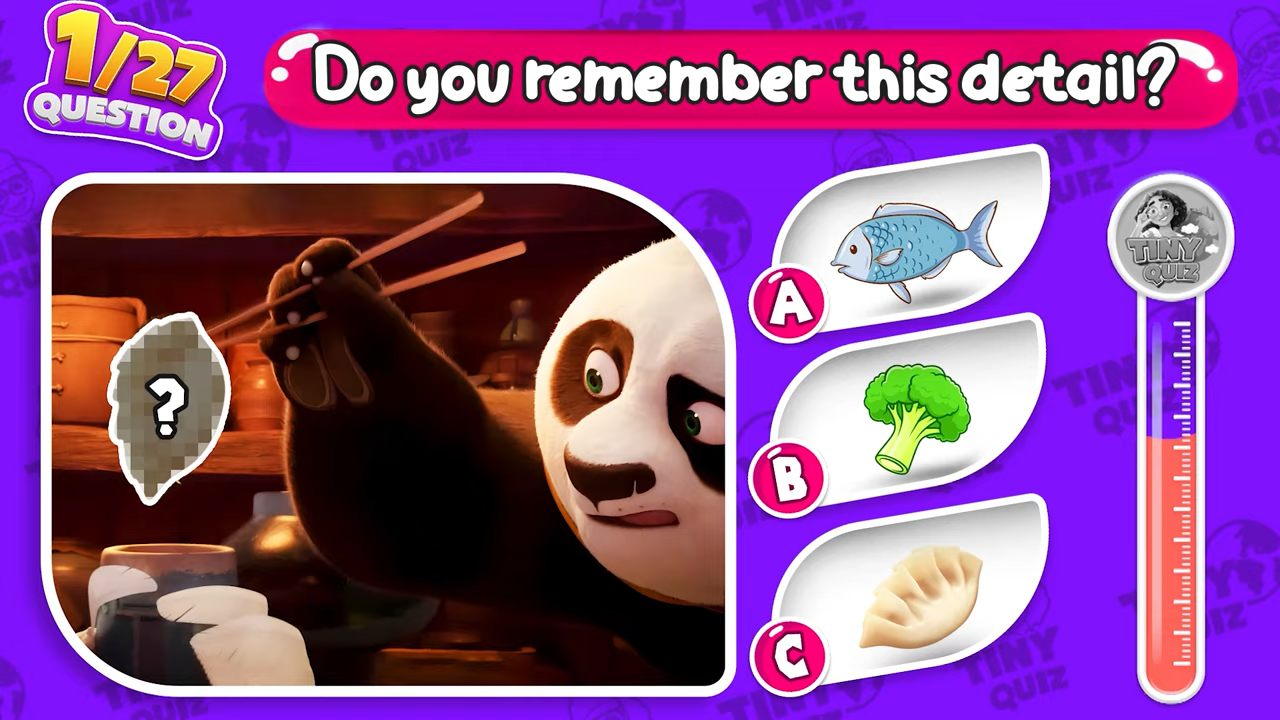 1/27
QUESTION
Do you remember this detail?
?
A
B
C
TINY
QUIZ